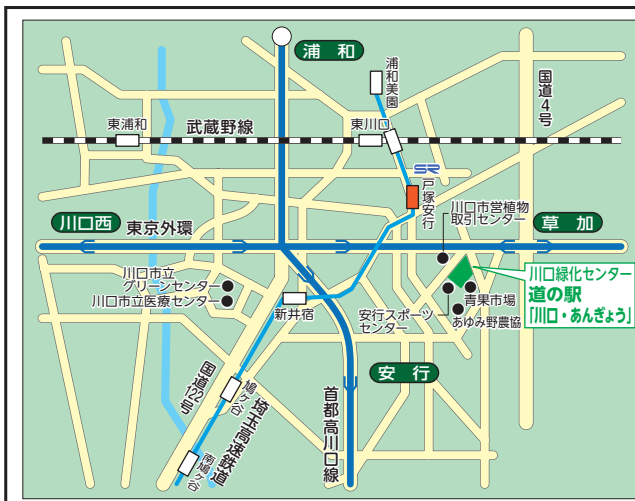 浦和
浦和美園
国道4号
東浦和
武蔵野線
東川口
SR
戸塚安行
川口市営植物
取引センター
川口西
東京外環
草加
川口市立
グリーンセンター
川口市立医療センター
新井宿
安行スポーツ
センター
青果市場
あゆみ野農協
川口緑化センター
道の駅
「川口・あんぎょう」
安行
国道122号
鳩ヶ谷
埼玉高速鉄道
南鳩ヶ谷
首都高川口線